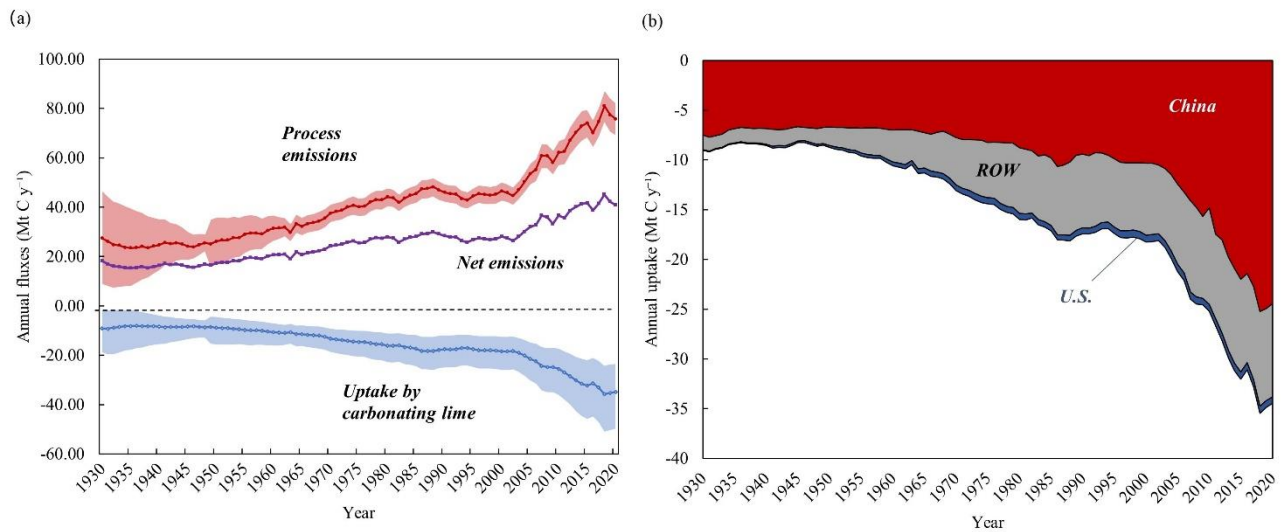 (a)
Annual fluxes (Mt C y⁻¹)
100.00
80.00
60.00
40.00
20.00
0.00
-20.00
-40.00
-60.00
Process
emissions
Net emissions
Uptake by
carbonating lime
1930 1935 1940 1945 1950 1955 1960 1965 1970 1975 1980 1985 1990 1995 2000 2005 2010 2015 2020
Year
(b)
Annual uptake (Mt C y⁻¹)
0
-5
-10
-15
-20
-25
-30
-35
-40
China
ROW
U.S.
1930 1935 1940 1945 1950 1955 1960 1965 1970 1975 1980 1985 1990 1995 2000 2005 2010 2015 2020
Year